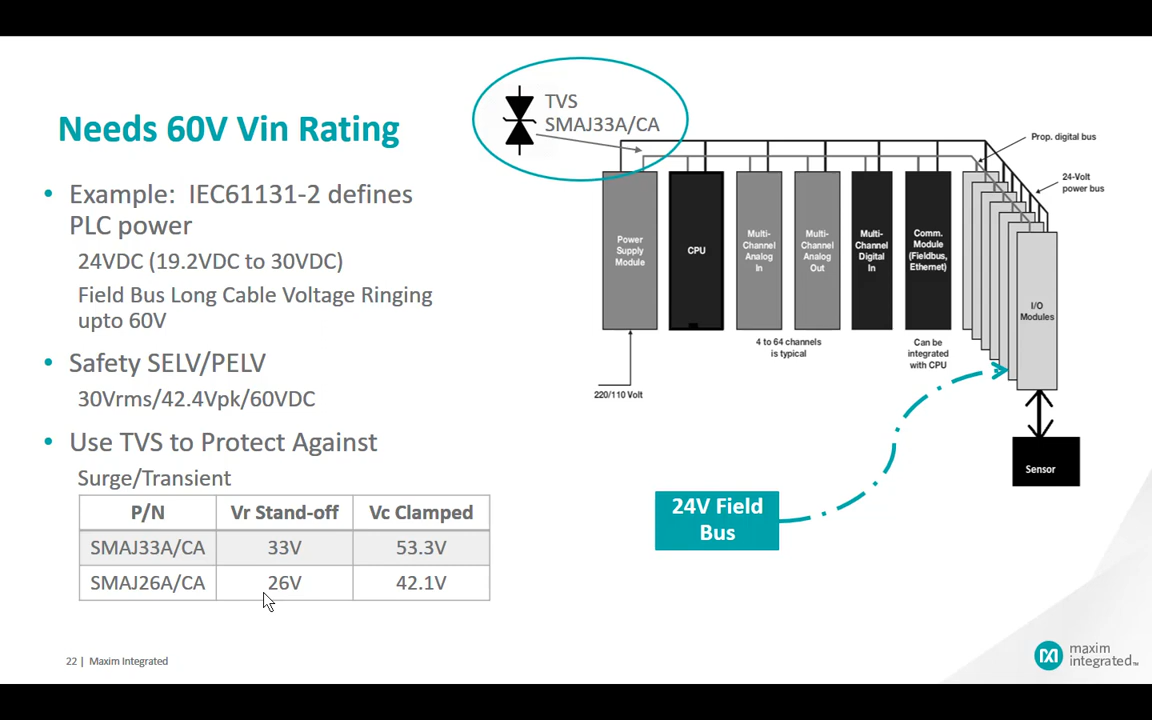 Needs 60V Vin Rating
• Example:  IEC61131-2 defines
PLC power
24VDC (19.2VDC to 30VDC)
Field Bus Long Cable Voltage Ringing
upto 60V
• Safety SELV/PELV
30Vrms/42.4Vpk/60VDC
• Use TVS to Protect Against
Surge/Transient
P/N Vr Stand-off Vc Clamped
SMAJ33A/CA 33V 53.3V
SMAJ26A/CA 26V 42.1V
TVS
SMAJ33A/CA
Prop. digital bus
24-Volt
power bus
Power
Supply
Module
CPU
Multi-
Channel
Analog
In
Multi-
Channel
Analog
Out
Multi-
Channel
Digital
In
Comm.
Module
(Fieldbus,
Ethernet)
I/O
Modules
4 to 64 channels
is typical
Can be
integrated
with CPU
220/110 Volt
Sensor
24V Field
Bus
22 | Maxim Integrated
maxim
integrated™